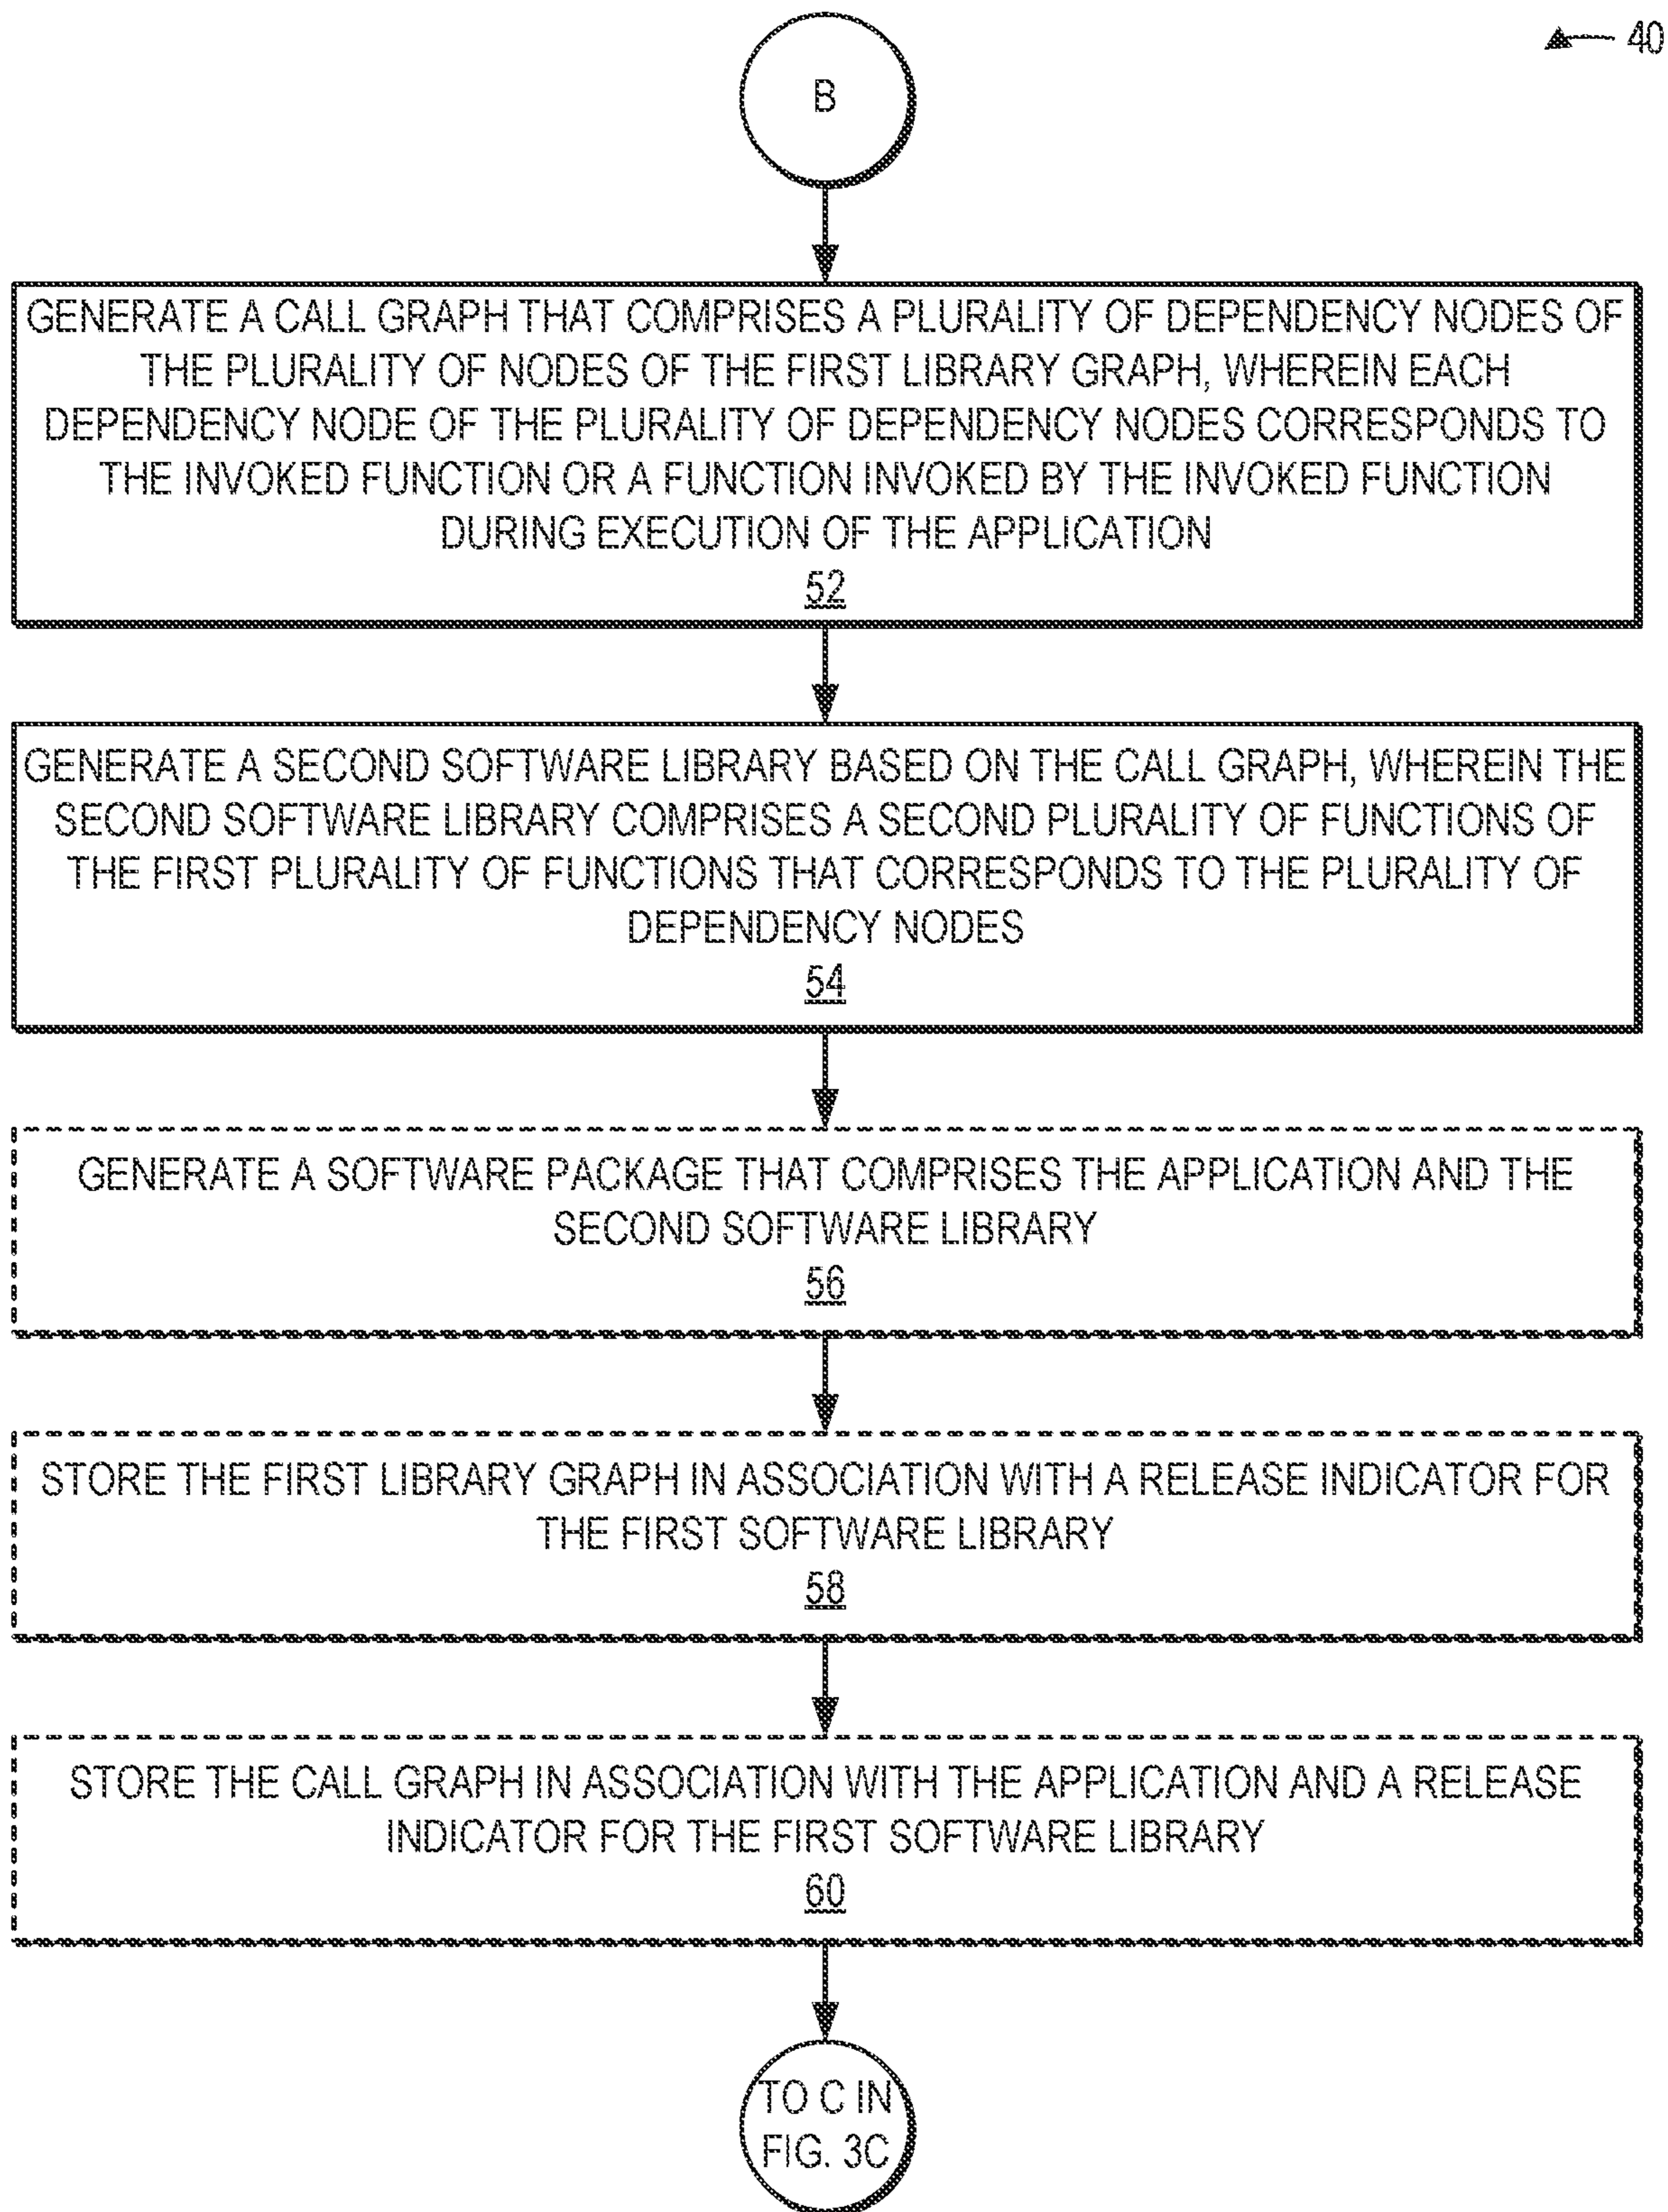 40
B
GENERATE A CALL GRAPH THAT COMPRISES A PLURALITY OF DEPENDENCY NODES OF
THE PLURALITY OF NODES OF THE FIRST LIBRARY GRAPH, WHEREIN EACH
DEPENDENCY NODE OF THE PLURALITY OF DEPENDENCY NODES CORRESPONDS TO
THE INVOKED FUNCTION OR A FUNCTION INVOKED BY THE INVOKED FUNCTION
DURING EXECUTION OF THE APPLICATION
52
GENERATE A SECOND SOFTWARE LIBRARY BASED ON THE CALL GRAPH, WHEREIN THE
SECOND SOFTWARE LIBRARY COMPRISES A SECOND PLURALITY OF FUNCTIONS OF
THE FIRST PLURALITY OF FUNCTIONS THAT CORRESPONDS TO THE PLURALITY OF
DEPENDENCY NODES
54
GENERATE A SOFTWARE PACKAGE THAT COMPRISES THE APPLICATION AND THE
SECOND SOFTWARE LIBRARY
56
STORE THE FIRST LIBRARY GRAPH IN ASSOCIATION WITH A RELEASE INDICATOR FOR
THE FIRST SOFTWARE LIBRARY
58
STORE THE CALL GRAPH IN ASSOCIATION WITH THE APPLICATION AND A RELEASE
INDICATOR FOR THE FIRST SOFTWARE LIBRARY
60
TO C IN
FIG. 3C